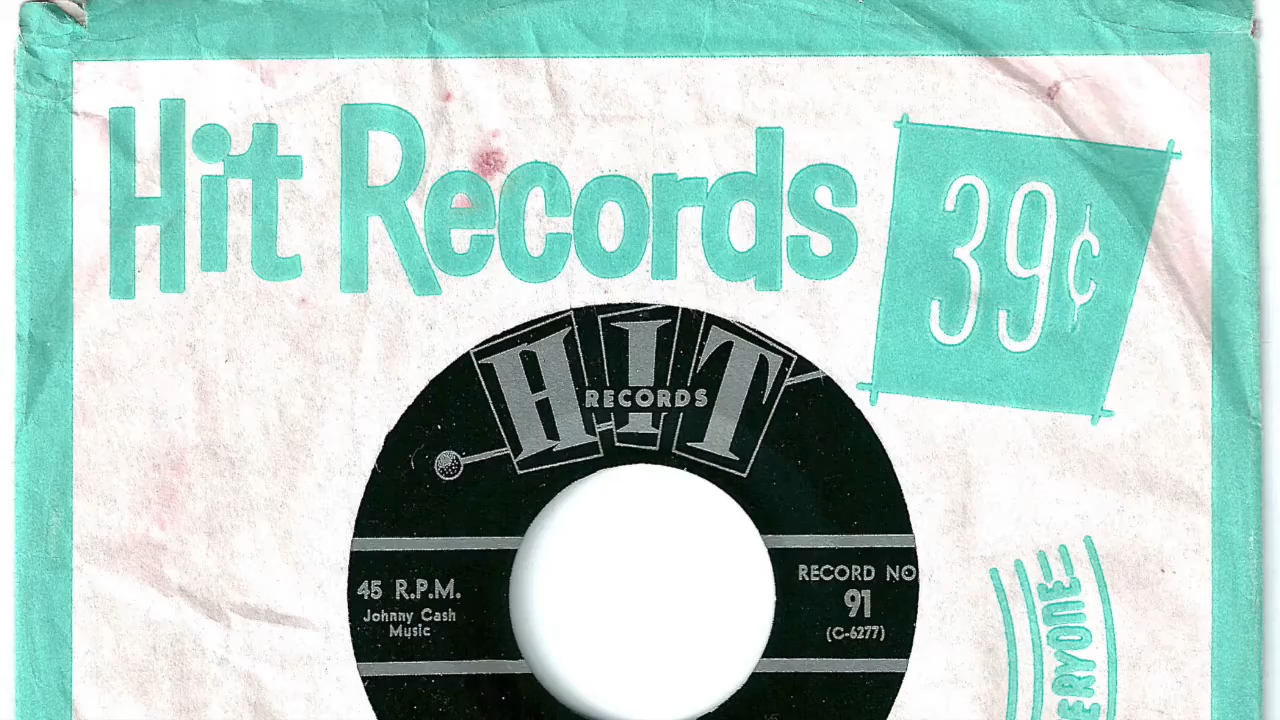 Hit Records
39¢
HIT
RECORDS
45 R.P.M.
Johnny Cash
Music
RECORD NO
91
(C-6277)